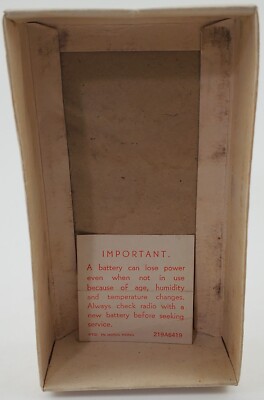 IMPORTANT.
A battery can lose power
even when not in use
because of age, humidity
and temperature changes.
Always check radio with a
new battery before seeking
service.
21546419